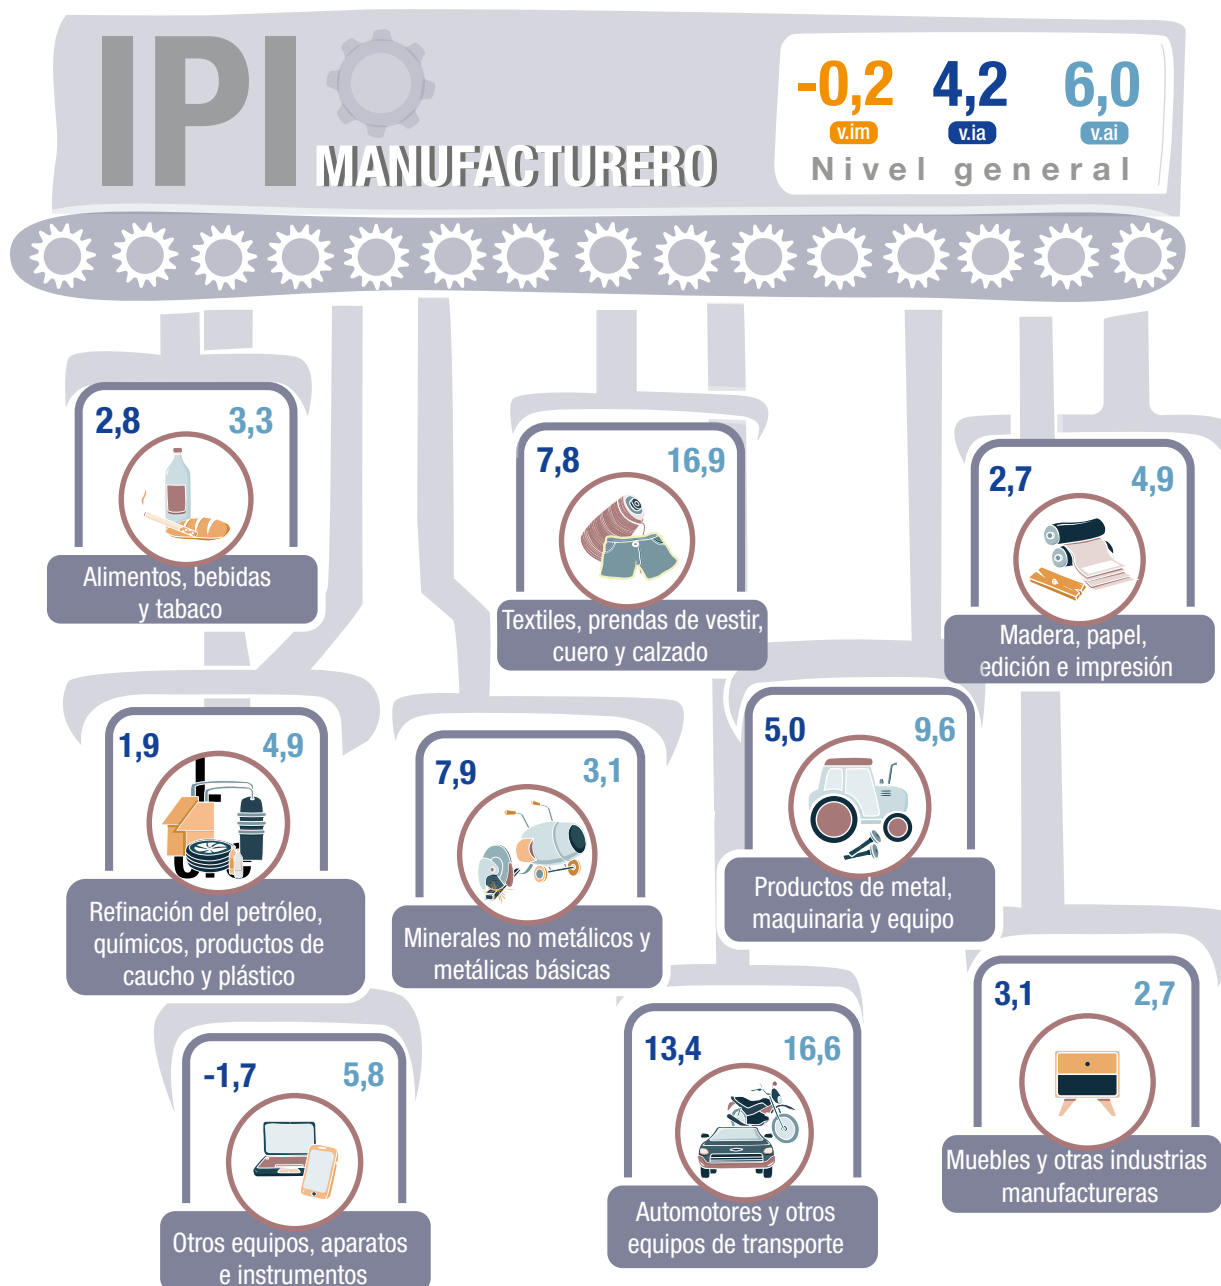 IPI
MANUFACTURERO
-0,2 4,2 6,0
v.im v.ia v.ai
Nivel general
2,8 3,3
Alimentos, bebidas
y tabaco
7,8 16,9
Textiles, prendas de vestir,
cuero y calzado
2,7 4,9
Madera, papel,
edición e impresión
1,9 4,9
Refinación del petróleo,
químicos, productos de
caucho y plástico
7,9 3,1
Minerales no metálicos y
metálicas básicas
5,0 9,6
Productos de metal,
maquinaria y equipo
-1,7 5,8
Otros equipos, aparatos
e instrumentos
13,4 16,6
Automotores y otros
equipos de transporte
3,1 2,7
Muebles y otras industrias
manufactureras